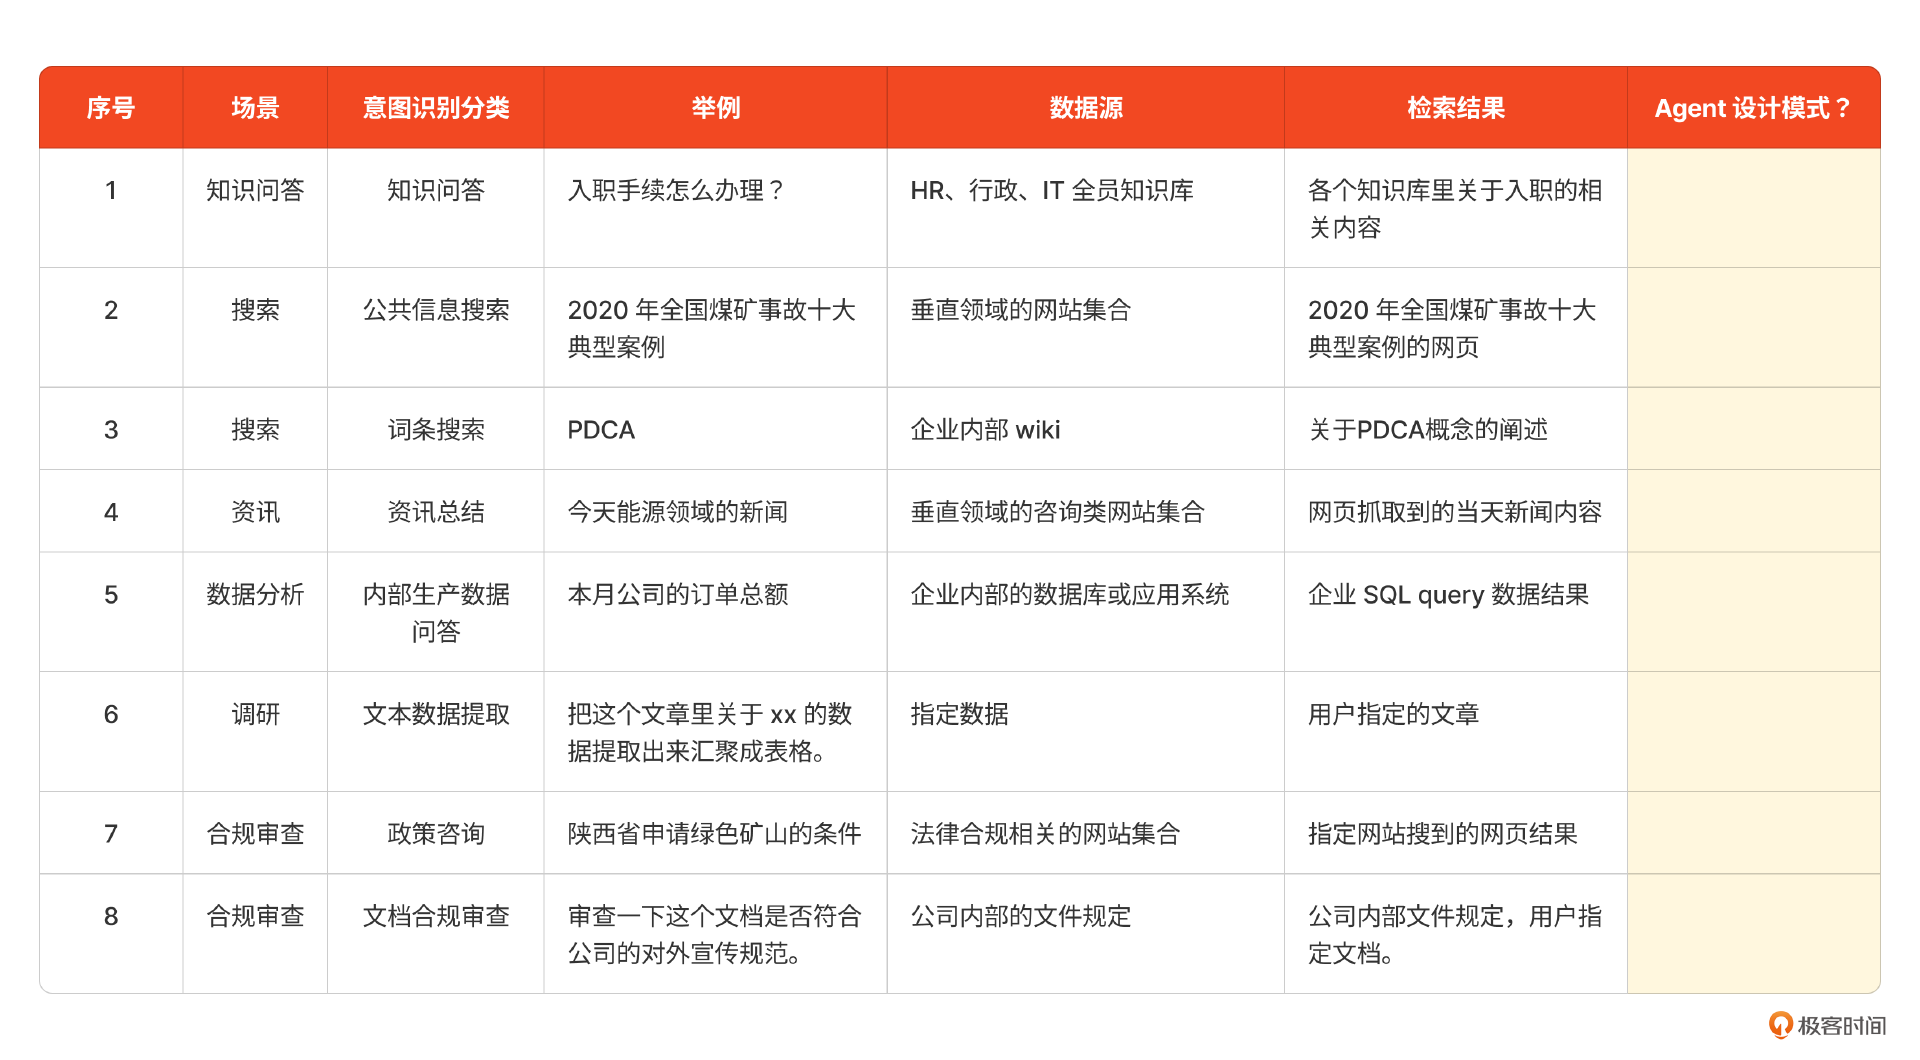 序号 场景 意图识别分类 举例 数据源 检索结果 Agent 设计模式？
1 知识问答 知识问答 入职手续怎么办理？ HR、行政、IT 全员知识库 各个知识库里关于入职的相
关内容
2 搜索 公共信息搜索 2020 年全国煤矿事故十大 垂直领域的网站集合 2020 年全国煤矿事故十大
典型案例 典型案例的网页
3 搜索 词条搜索 PDCA 企业内部 wiki 关于PDCA概念的阐述
4 资讯 资讯总结 今天能源领域的新闻 垂直领域的咨询类网站集合 网页抓取到的当天新闻内容
5 数据分析 内部生产数据 本月公司的订单总额 企业内部的数据库或应用系统 企业 SQL query 数据结果
问答
6 调研 文本数据提取 把这个文章里关于 xx 的数 指定数据 用户指定的文章
据提取出来汇聚成表格。
7 合规审查 政策咨询 陕西省申请绿色矿山的条件 法律合规相关的网站集合 指定网站搜到的网页结果
8 合规审查 文档合规审查 审查一下这个文档是否符合 公司内部的文件规定 公司内部文件规定，用户指
公司的对外宣传规范。 定文档。
极客时间